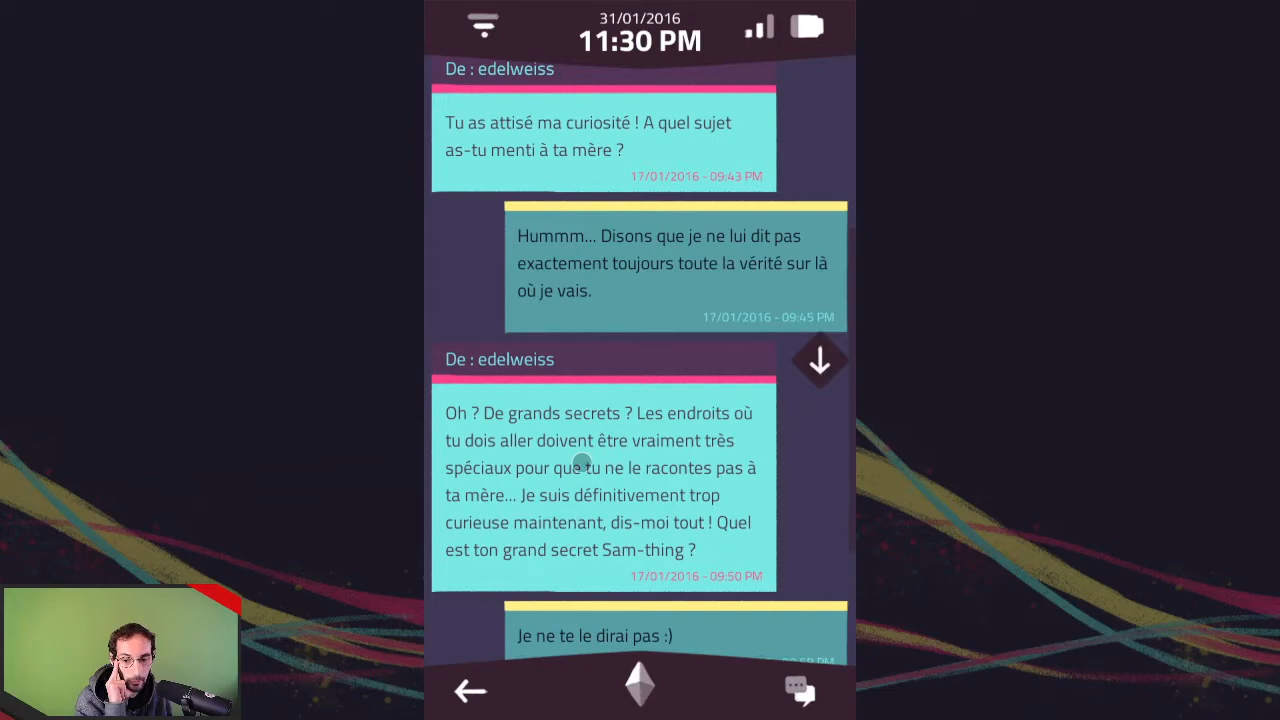 31/01/2016
11:30 PM
De : edelweiss
Tu as attisé ma curiosité ! A quel sujet
as-tu menti à ta mère ?
17/01/2016 - 09:43 PM
Hummm... Disons que je ne lui dit pas
exactement toujours toute la vérité sur là
où je vais.
17/01/2016 - 09:45 PM
De : edelweiss
Oh ? De grands secrets ? Les endroits où
tu dois aller doivent être vraiment très
spéciaux pour que tu ne le racontes pas à
ta mère... Je suis définitivement trop
curieuse maintenant, dis-moi tout ! Quel
est ton grand secret Sam-thing ?
17/01/2016 - 09:50 PM
Je ne te le dirai pas :)